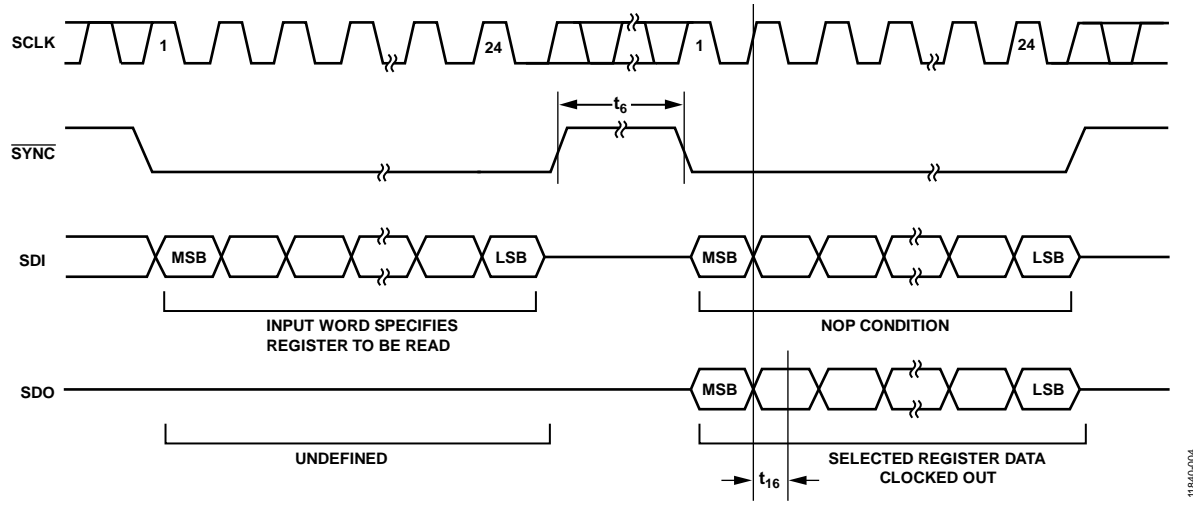 SCLK
1
24
1
24
t6
SYNC
SDI
MSB
LSB
MSB
LSB
INPUT WORD SPECIFIES
REGISTER TO BE READ
NOP CONDITION
SDO
MSB
LSB
UNDEFINED
SELECTED REGISTER DATA
CLOCKED OUT
t16
11840-004